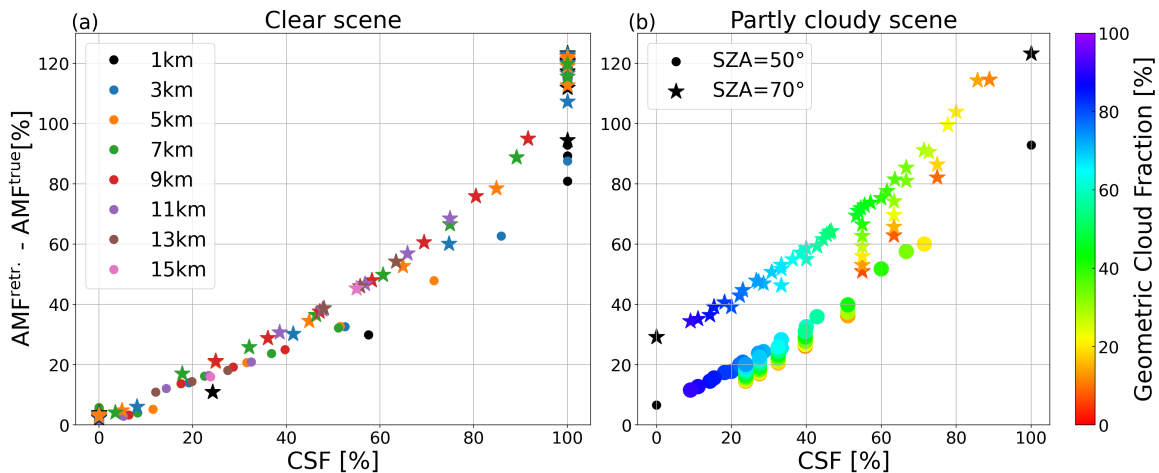 (a) Clear scene
(b) Partly cloudy scene
AMF^retr. - AMF^true[%]
120
100
80
60
40
20
0
1km
3km
5km
7km
9km
11km
13km
15km
0 20 40 60 80 100
CSF [%]
120
100
80
60
40
20
0
SZA=50°
SZA=70°
0 20 40 60 80 100
CSF [%]
100
80
60
40
20
0
Geometric Cloud Fraction [%]